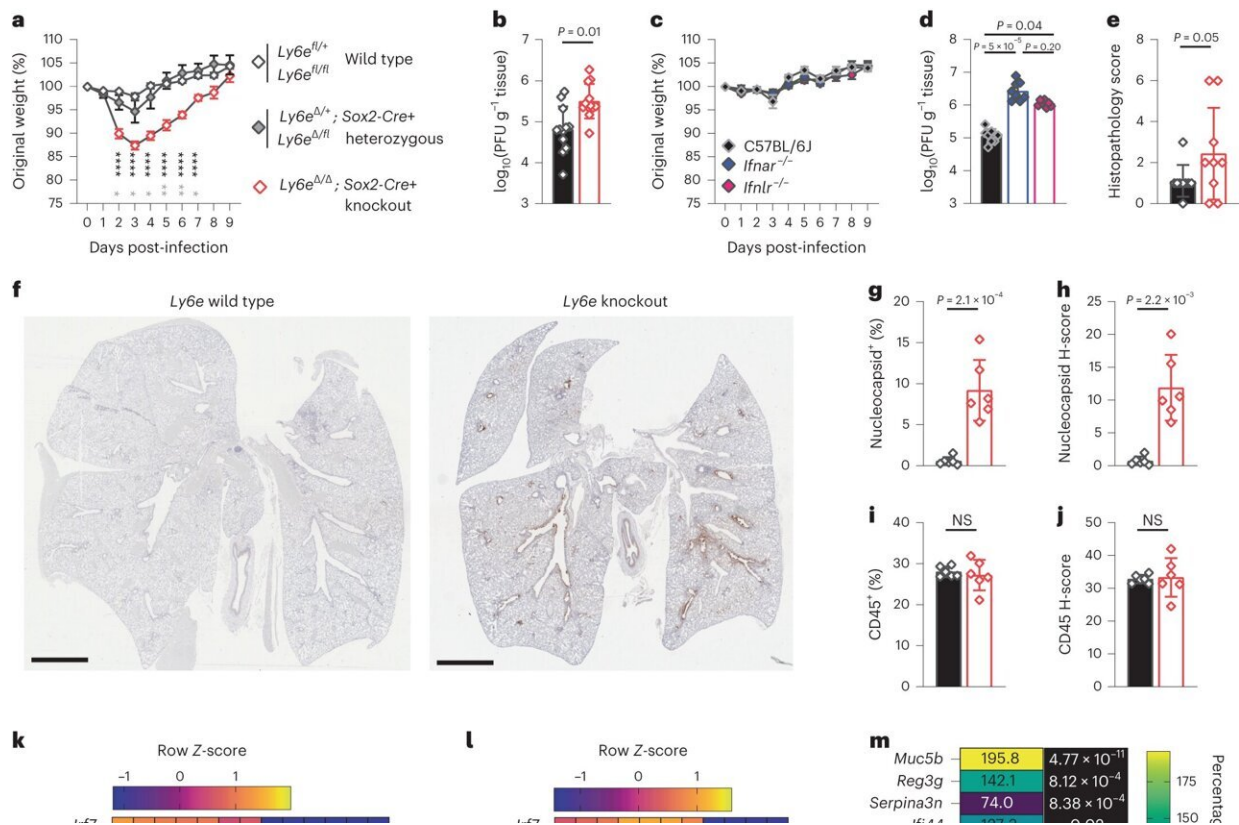 a
Original weight (%)
110
105
100
95
90
85
80
75
0 1 2 3 4 5 6 7 8 9
Days post-infection
**** **** **** **** **** ****
Ly6e^fl/+
Ly6e^fl/fl
Wild type
Ly6e^Δ/+; Sox2-Cre+
Ly6e^Δ/fl heterozygous
Ly6e^Δ/Δ; Sox2-Cre+
knockout
b
P = 0.01
log10(PFU g−1 tissue)
7
6
5
4
3
c
Original weight (%)
110
105
100
95
90
85
80
75
C57BL/6J
Ifnar−/−
Ifnlr−/−
0 1 2 3 4 5 6 7 8 9
Days post-infection
d
P = 0.04
P = 5 × 10−5 P = 0.20
log10(PFU g−1 tissue)
8
7
6
5
4
3
e
P = 0.05
Histopathology score
8
6
4
2
0
f
Ly6e wild type
Ly6e knockout
g
P = 2.1 × 10−4
Nucleocapsid+ (%)
20
15
10
5
0
h
P = 2.2 × 10−3
Nucleocapsid H-score
25
20
15
10
5
0
i
NS
CD45+ (%)
40
30
20
10
0
j
NS
CD45 H-score
50
40
30
20
10
0
k
Row Z-score
−1 0 1
Irf7
l
Row Z-score
−1 0 1
Irf7
m
Muc5b 195.8 4.77 × 10−11
Reg3g 142.1 8.12 × 10−4
Serpina3n 74.0 8.38 × 10−4
Ifi44
175
150